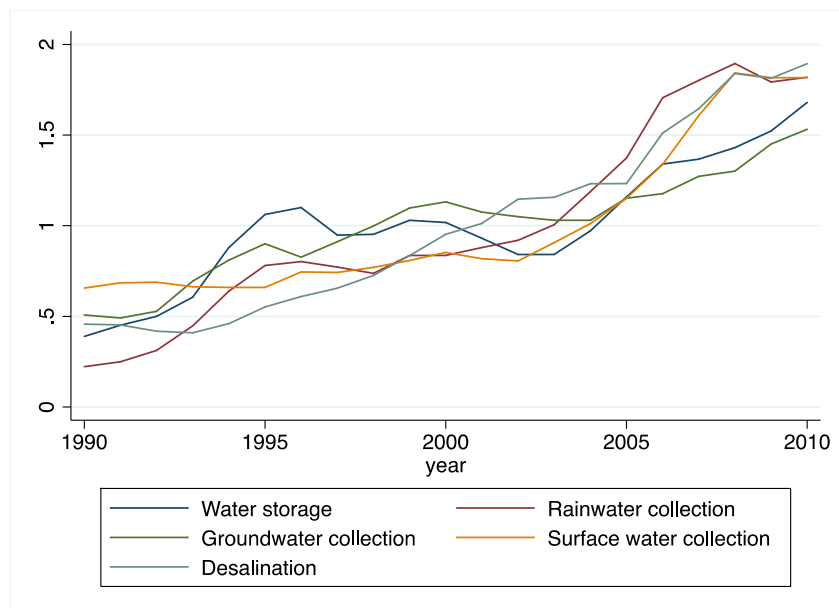 2
1.5
1
.5
0
1990 1995 2000 2005 2010
year
Water storage Rainwater collection
Groundwater collection Surface water collection
Desalination